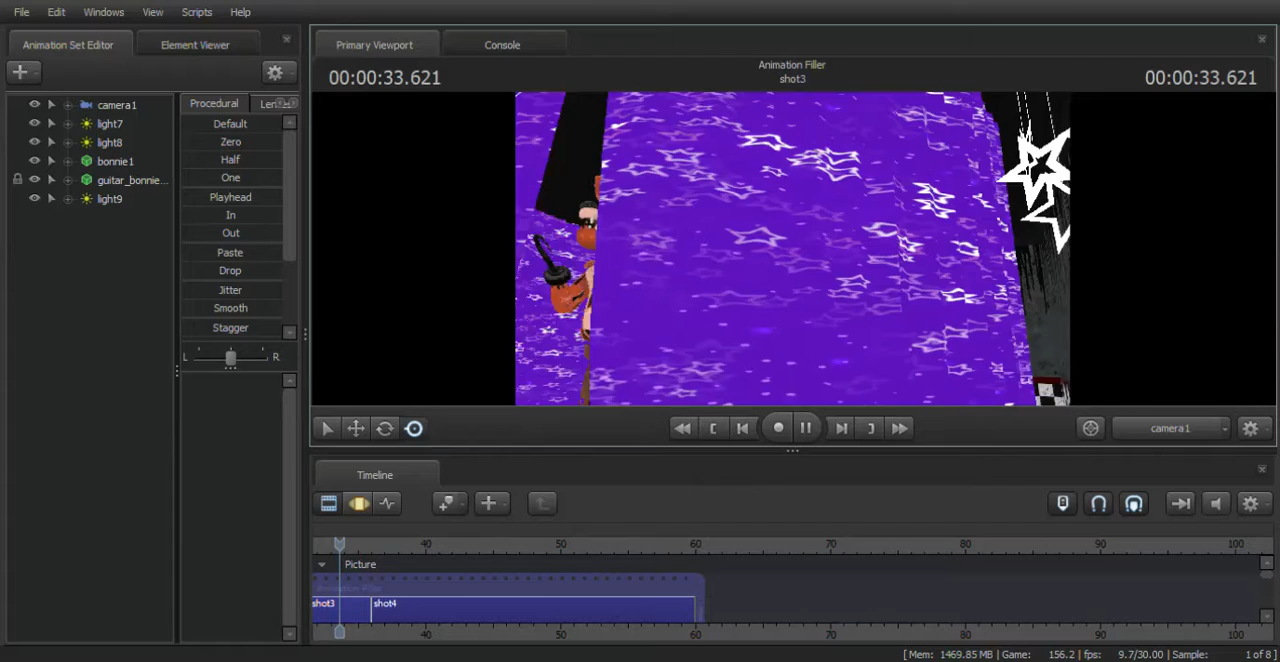 File Edit Windows View Scripts Help
Animation Set Editor Element Viewer
Primary Viewport Console
00:00:33.621
Animation Filler
shot3
00:00:33.621
camera1
light7
light8
bonnie1
guitar_bonnie...
light9
Procedural
Default
Zero
Half
One
Playhead
In
Out
Paste
Drop
Jitter
Smooth
Stagger
L R
camera1
Timeline
40 50 60 70 80 90 100
Picture
shot3 shot4
40 50 60 70 80 90 100
[ Mem: 1469.85 MB | Game: 156.2 | fps: 9.7/30.00 | Sample: 1 of 8 ]